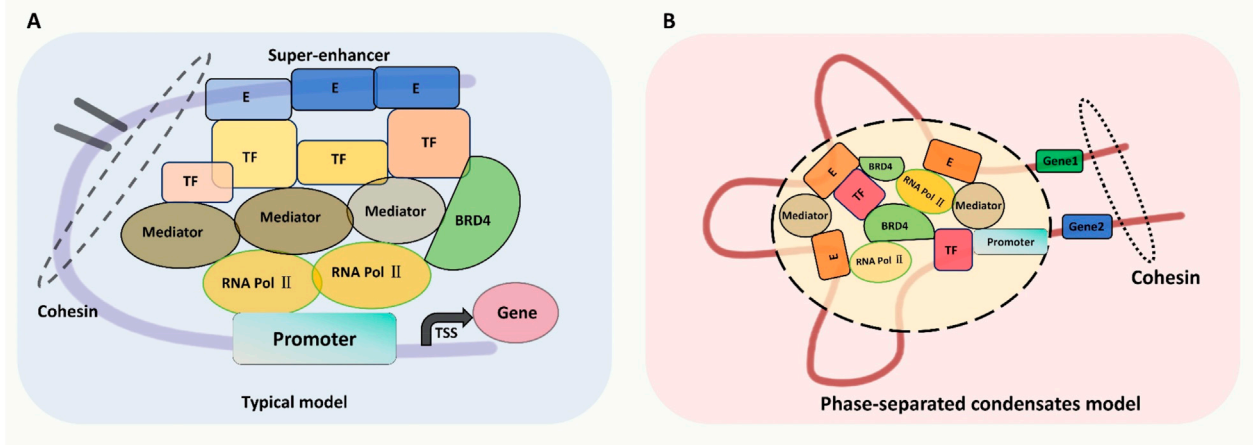 A
Super-enhancer
E
E
E
TF
TF
TF
TF
Mediator
Mediator
Mediator
BRD4
RNA Pol Ⅱ
RNA Pol Ⅱ
Cohesin
Promoter
TSS
Gene
Typical model
B
E
BRD4
E
TF
RNA Pol Ⅱ
Mediator
Mediator
BRD4
E
RNA Pol Ⅱ
TF
Promoter
Gene1
Gene2
Cohesin
Phase-separated condensates model